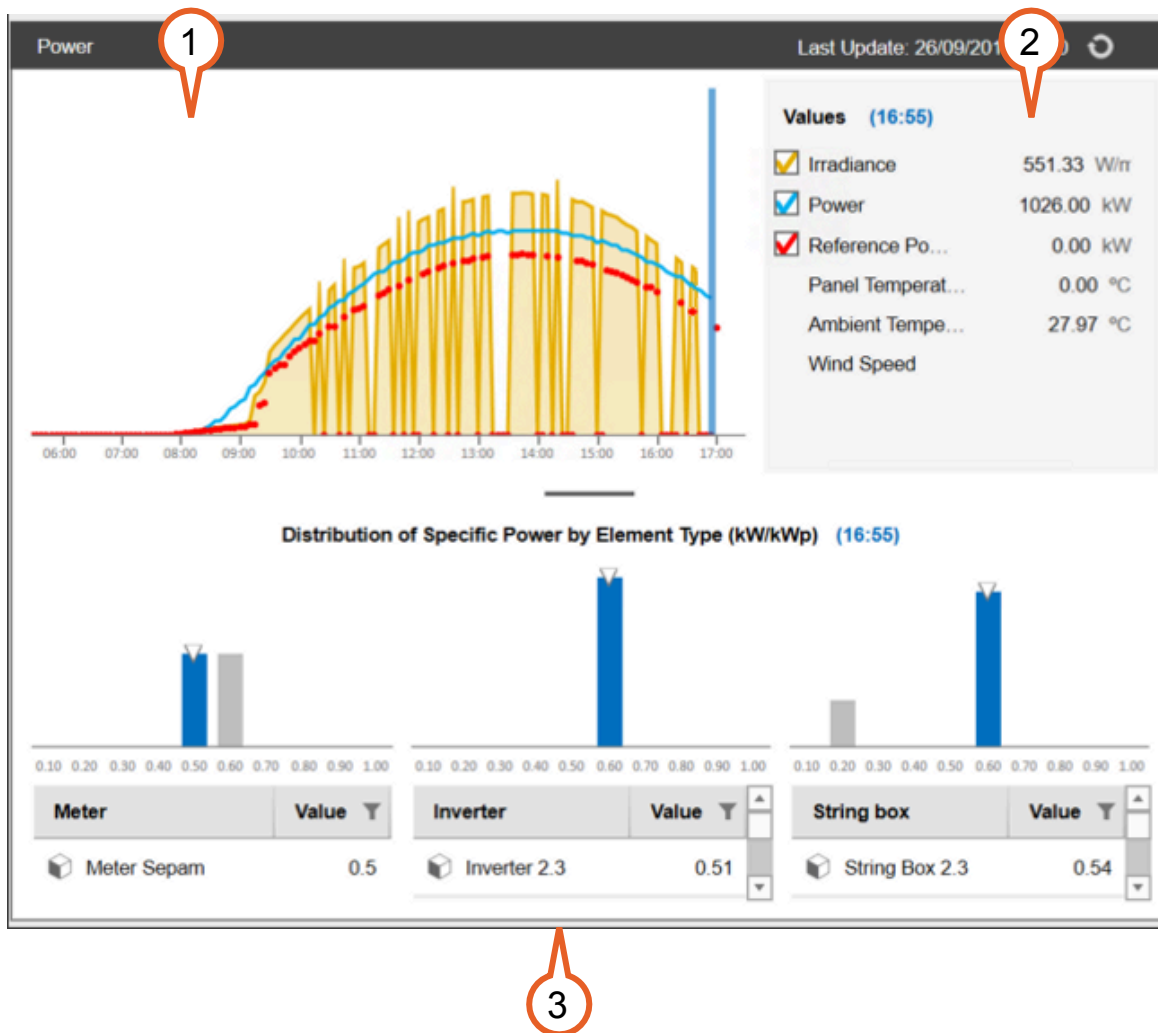 Power
1
Last Update: 26/09/201
2
Values (16:55)
Irradiance 551.33 W/m
Power 1026.00 kW
Reference Po... 0.00 kW
Panel Temperat... 0.00 ºC
Ambient Tempe... 27.97 ºC
Wind Speed
06:00 07:00 08:00 09:00 10:00 11:00 12:00 13:00 14:00 15:00 16:00 17:00
Distribution of Specific Power by Element Type (kW/kWp) (16:55)
0.10 0.20 0.30 0.40 0.50 0.60 0.70 0.80 0.90 1.00
0.10 0.20 0.30 0.40 0.50 0.60 0.70 0.80 0.90 1.00
0.10 0.20 0.30 0.40 0.50 0.60 0.70 0.80 0.90 1.00
Meter Value
Meter Sepam 0.5
Inverter Value
Inverter 2.3 0.51
String box Value
String Box 2.3 0.54
3